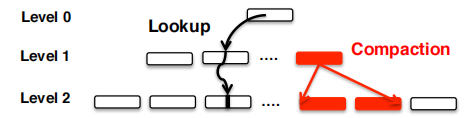 Level 0
Lookup
Level 1
....
Compaction
Level 2
....